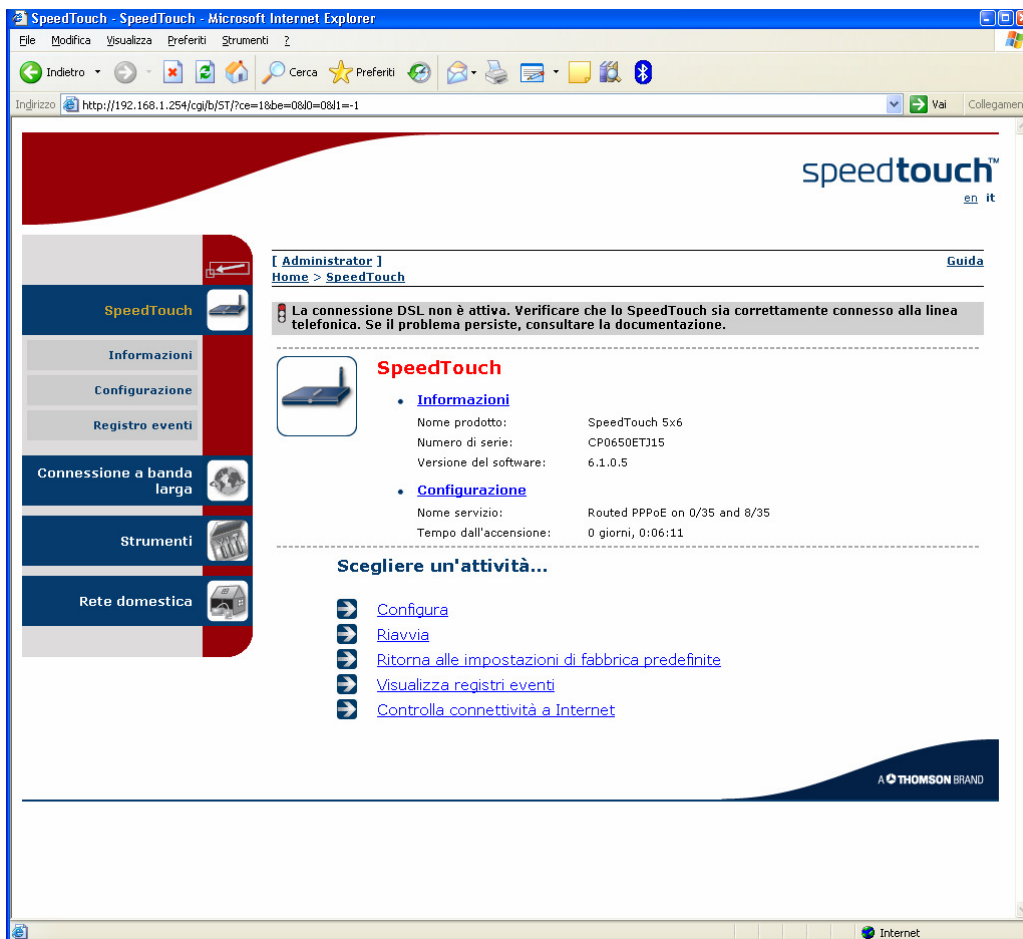 SpeedTouch - SpeedTouch - Microsoft Internet Explorer
File Modifica Visualizza Preferiti Strumenti ?
Indietro Cerca Preferiti
Indirizzo http://192.168.1.254/cgi/b/ST/?ce=1&be=0&l0=0&l1=-1 Vai Collegamen
speedtouch™
en it
[ Administrator ] Guida
Home > SpeedTouch
SpeedTouch
Informazioni
Configurazione
Registro eventi
Connessione a banda
larga
Strumenti
Rete domestica
La connessione DSL non è attiva. Verificare che lo SpeedTouch sia correttamente connesso alla linea
telefonica. Se il problema persiste, consultare la documentazione.
SpeedTouch
Informazioni
Nome prodotto: SpeedTouch 5x6
Numero di serie: CP0650ETJ15
Versione del software: 6.1.0.5
Configurazione
Nome servizio: Routed PPPoE on 0/35 and 8/35
Tempo dall'accensione: 0 giorni, 0:06:11
Scegliere un'attività...
Configura
Riavvia
Ritorna alle impostazioni di fabbrica predefinite
Visualizza registri eventi
Controlla connettività a Internet
A THOMSON BRAND
Internet